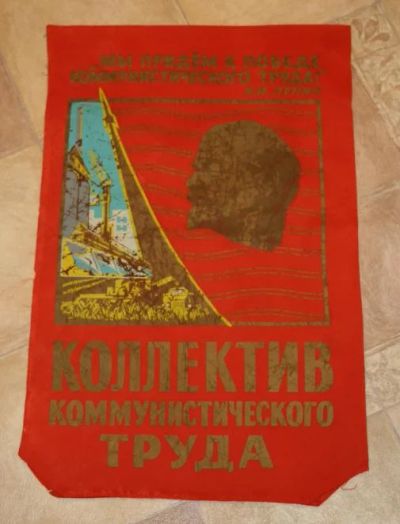 „МЫ ПРИДЁМ К ПОБЕДЕ
КОММУНИСТИЧЕСКОГО ТРУДА!"
В.И. ЛЕНИН
КОЛЛЕКТИВ
КОММУНИСТИЧЕСКОГО
ТРУДА